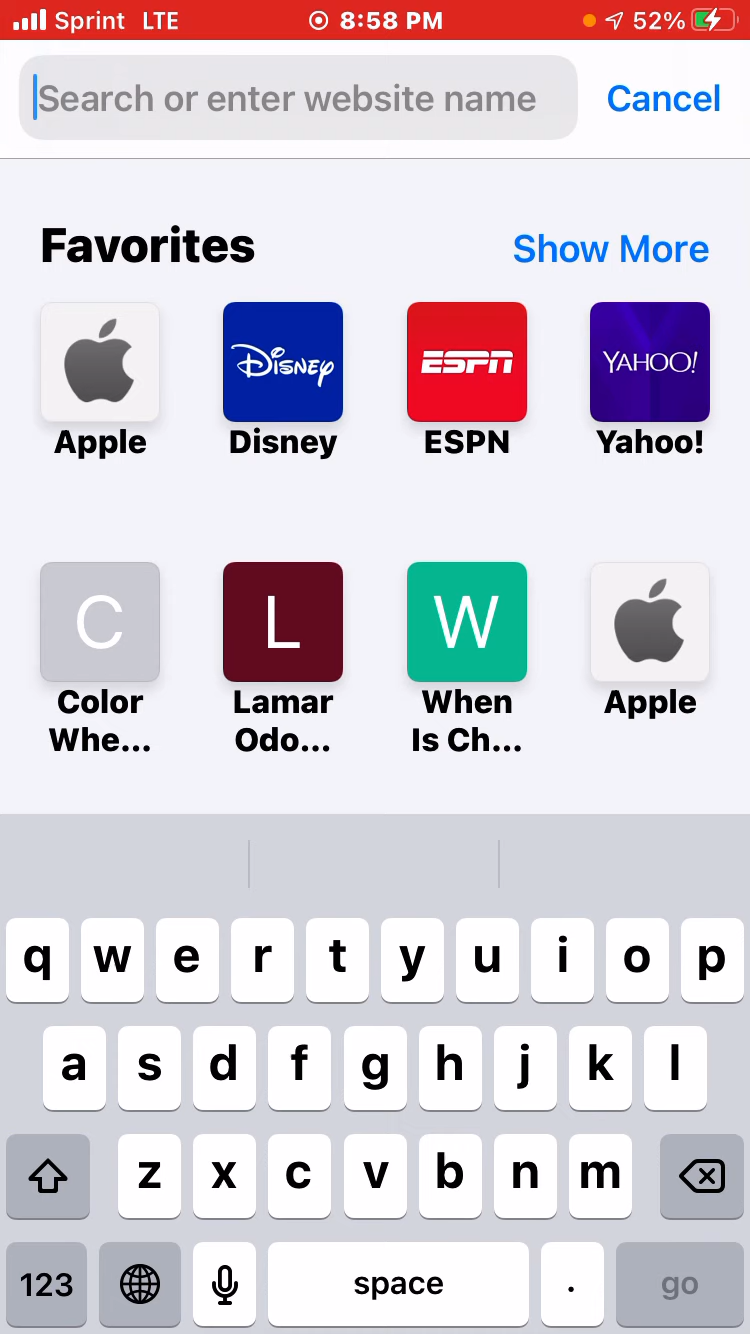 Sprint LTE 8:58 PM 52%
Search or enter website name Cancel
Favorites Show More
DISNEY ESPN YAHOO!
Apple Disney ESPN Yahoo!
C L W
Color Lamar When Apple
Whe... Odo... Is Ch...
q w e r t y u i o p
a s d f g h j k l
z x c v b n m
123 space . go